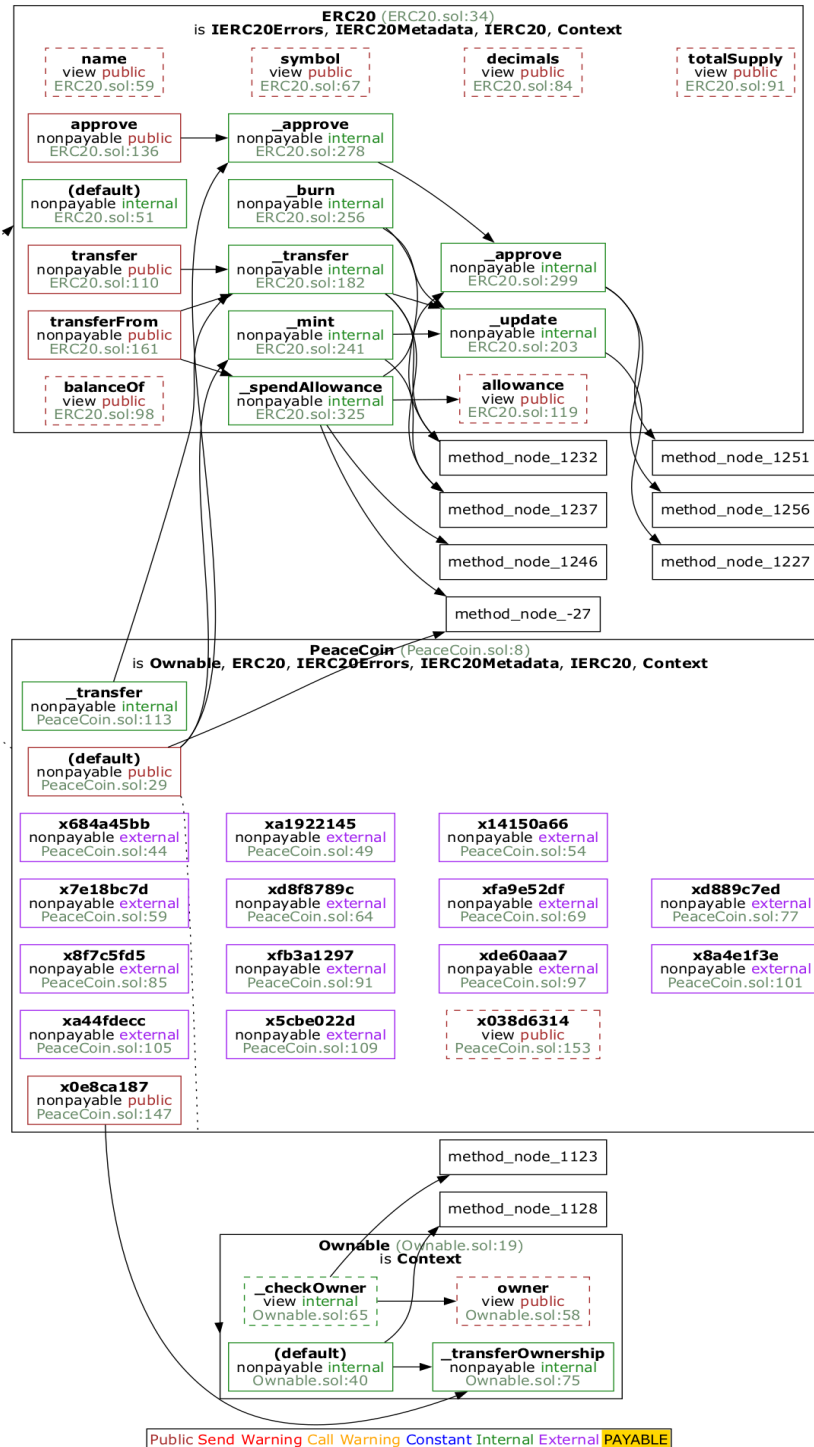 ERC20 (ERC20.sol:34)
is IERC20Errors, IERC20Metadata, IERC20, Context
name
view public
ERC20.sol:59
symbol
view public
ERC20.sol:67
decimals
view public
ERC20.sol:84
totalSupply
view public
ERC20.sol:91
approve
nonpayable public
ERC20.sol:136
_approve
nonpayable internal
ERC20.sol:278
(default)
nonpayable internal
ERC20.sol:51
_burn
nonpayable internal
ERC20.sol:256
transfer
nonpayable public
ERC20.sol:110
_transfer
nonpayable internal
ERC20.sol:182
_approve
nonpayable internal
ERC20.sol:299
transferFrom
nonpayable public
ERC20.sol:161
_mint
nonpayable internal
ERC20.sol:241
_update
nonpayable internal
ERC20.sol:203
balanceOf
view public
ERC20.sol:98
_spendAllowance
nonpayable internal
ERC20.sol:325
allowance
view public
ERC20.sol:119
method_node_1232
method_node_1251
method_node_1237
method_node_1256
method_node_1246
method_node_1227
method_node_-27
PeaceCoin (PeaceCoin.sol:8)
is Ownable, ERC20, IERC20Errors, IERC20Metadata, IERC20, Context
_transfer
nonpayable internal
PeaceCoin.sol:113
(default)
nonpayable public
PeaceCoin.sol:29
x684a45bb
nonpayable external
PeaceCoin.sol:44
xa1922145
nonpayable external
PeaceCoin.sol:49
x14150a66
nonpayable external
PeaceCoin.sol:54
x7e18bc7d
nonpayable external
PeaceCoin.sol:59
xd8f8789c
nonpayable external
PeaceCoin.sol:64
xfa9e52df
nonpayable external
PeaceCoin.sol:69
xd889c7ed
nonpayable external
PeaceCoin.sol:77
x8f7c5fd5
nonpayable external
PeaceCoin.sol:85
xfb3a1297
nonpayable external
PeaceCoin.sol:91
xde60aaa7
nonpayable external
PeaceCoin.sol:97
x8a4e1f3e
nonpayable external
PeaceCoin.sol:101
xa44fdecc
nonpayable external
PeaceCoin.sol:105
x5cbe022d
nonpayable external
PeaceCoin.sol:109
x038d6314
view public
PeaceCoin.sol:153
x0e8ca187
nonpayable public
PeaceCoin.sol:147
method_node_1123
method_node_1128
Ownable (Ownable.sol:19)
is Context
_checkOwner
view internal
Ownable.sol:65
owner
view public
Ownable.sol:58
(default)
nonpayable internal
Ownable.sol:40
_transferOwnership
nonpayable internal
Ownable.sol:75
Public Send Warning Call Warning Constant Internal External PAYABLE